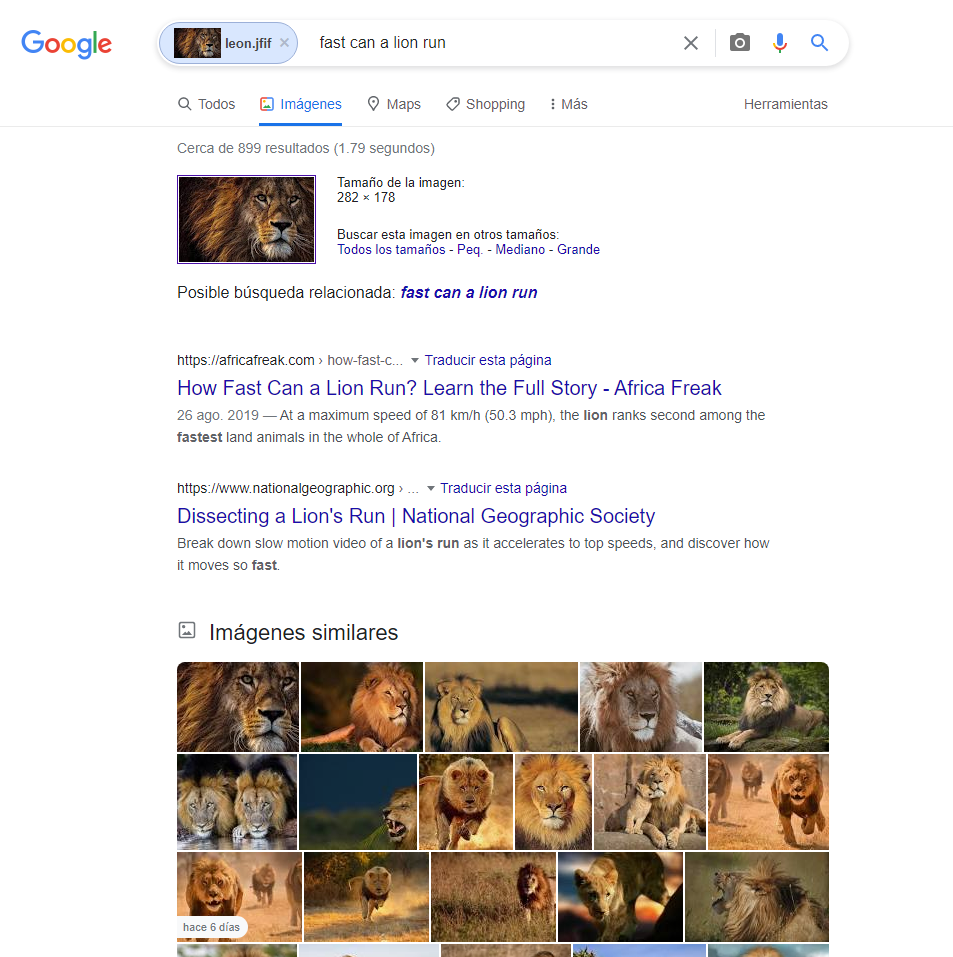 Google
leon.jfif × fast can a lion run
Todos Imágenes Maps Shopping Más Herramientas
Cerca de 899 resultados (1.79 segundos)
Tamaño de la imagen:
282 × 178
Buscar esta imagen en otros tamaños:
Todos los tamaños - Peq. - Mediano - Grande
Posible búsqueda relacionada: fast can a lion run
https://africafreak.com › how-fast-c... Traducir esta página
How Fast Can a Lion Run? Learn the Full Story - Africa Freak
26 ago. 2019 — At a maximum speed of 81 km/h (50.3 mph), the lion ranks second among the
fastest land animals in the whole of Africa.
https://www.nationalgeographic.org › ... Traducir esta página
Dissecting a Lion's Run | National Geographic Society
Break down slow motion video of a lion's run as it accelerates to top speeds, and discover how
it moves so fast.
Imágenes similares
hace 6 días